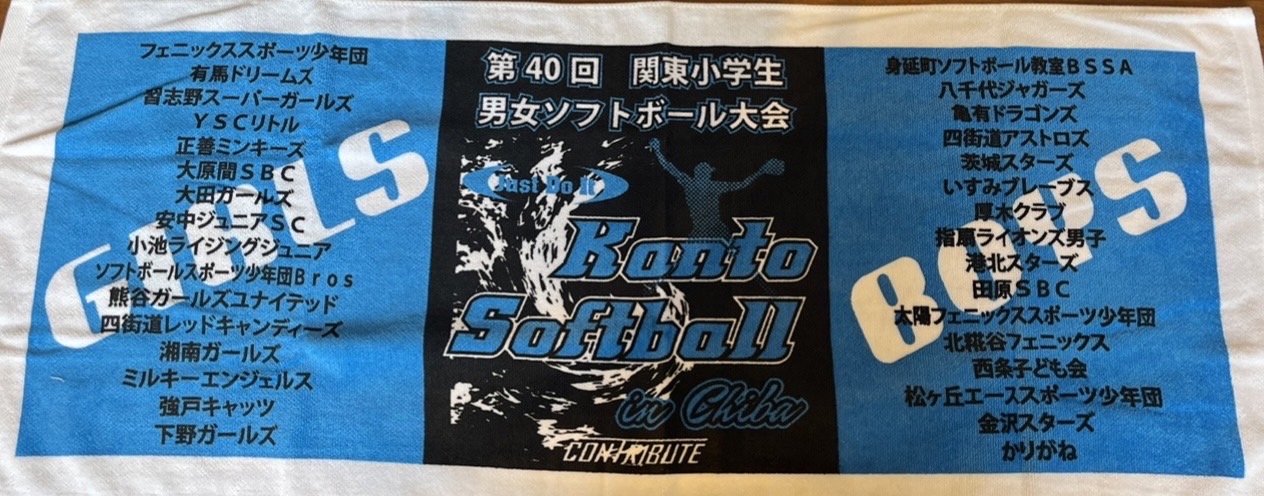 フェニックススポーツ少年団
有馬ドリームズ
習志野スーパーガールズ
YSCリトル
正善ミンキーズ
大原間SBC
大田ガールズ
安中ジュニアSC
小池ライジングジュニア
ソフトボールスポーツ少年団Bros
熊谷ガールズユナイテッド
四街道レッドキャンディーズ
湘南ガールズ
ミルキーエンジェルス
強戸キャッツ
下野ガールズ
GIRLS
第40回 関東小学生
男女ソフトボール大会
Just Do It
Kanto
Softball
in Chiba
CONTRIBUTE
身延町ソフトボール教室BSSA
八千代ジャガーズ
亀有ドラゴンズ
四街道アストロズ
茨城スターズ
いすみブレーブス
厚木クラブ
指扇ライオンズ男子
港北スターズ
田原SBC
太陽フェニックススポーツ少年団
北糀谷フェニックス
西条子ども会
松ヶ丘エーススポーツ少年団
金沢スターズ
かりがね
BOYS